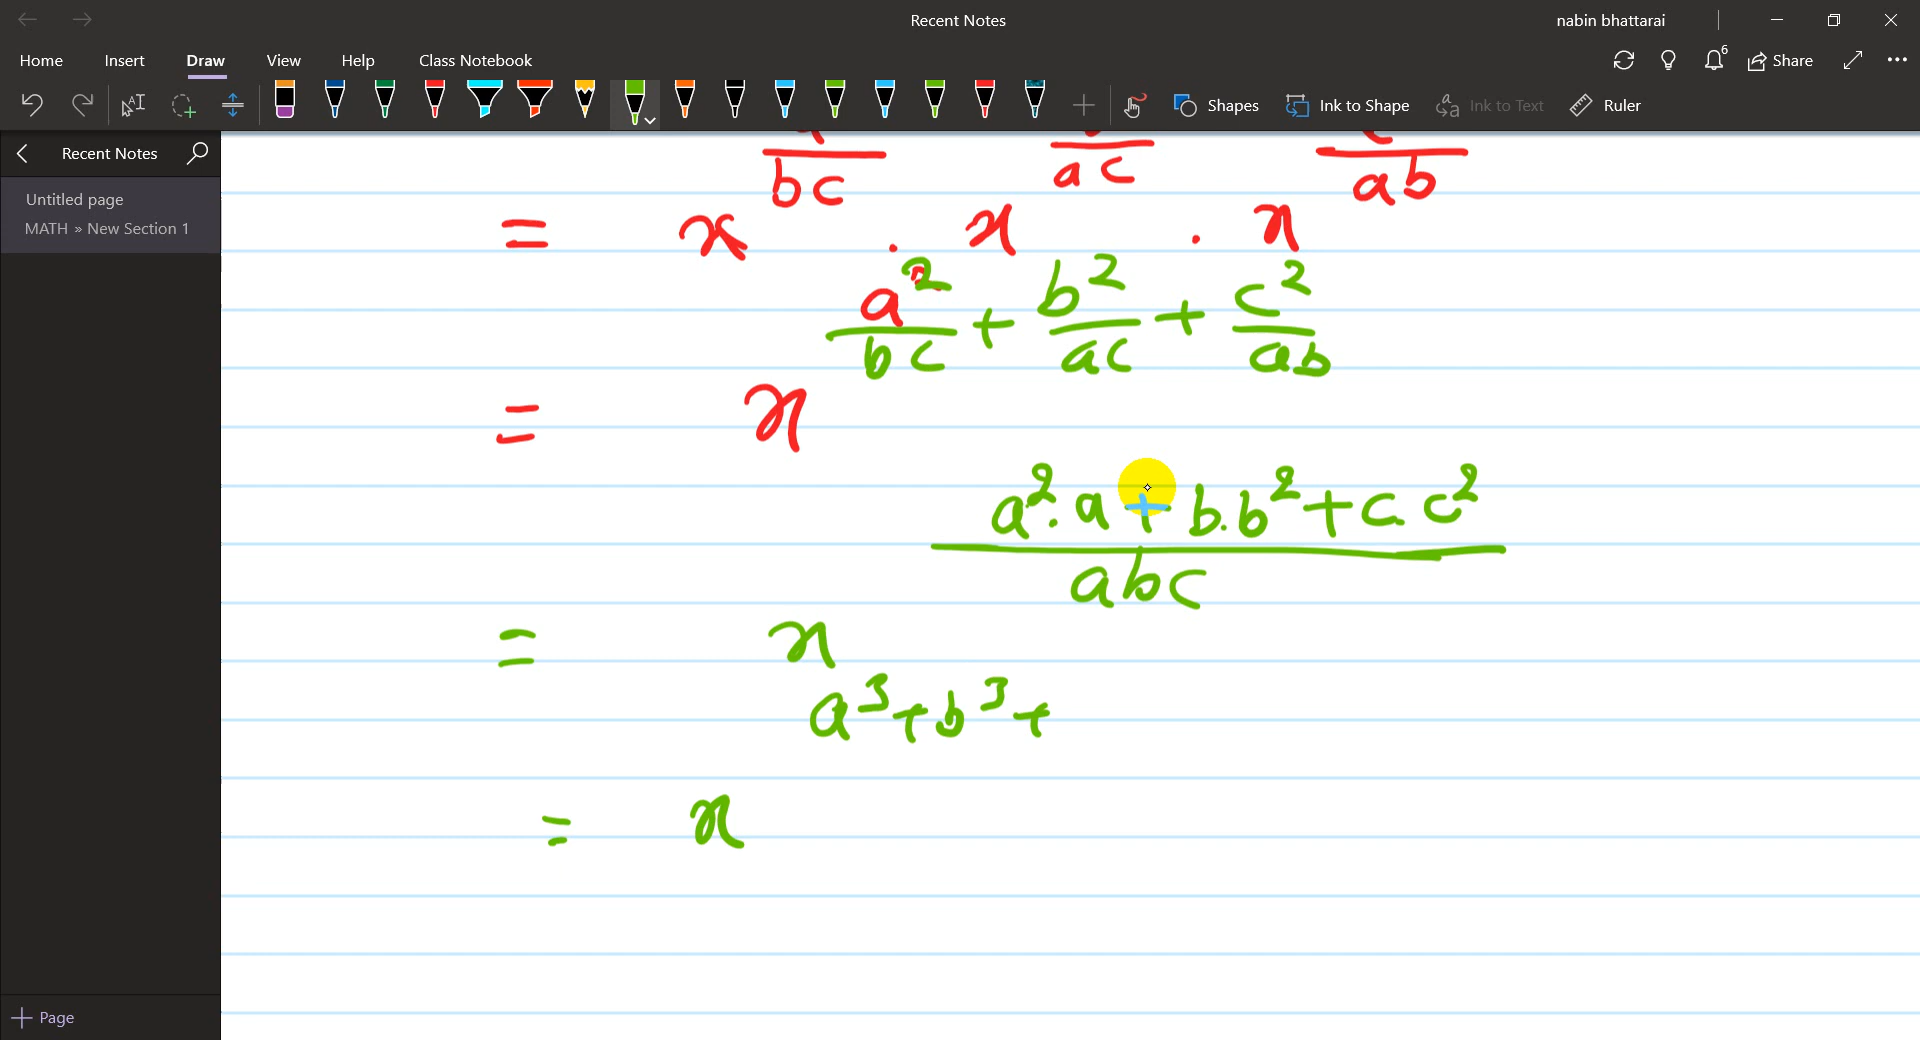 Recent Notes
nabin bhattarai
Home Insert Draw View Help Class Notebook
6
Share
Shapes Ink to Shape Ink to Text Ruler
Recent Notes
Untitled page
MATH » New Section 1
bc ac ab
= x . x . x
a² + b² + c²
bc ac ab
= x
a².a + b.b² + c.c²
abc
= x
a³+b³+
= x
Page